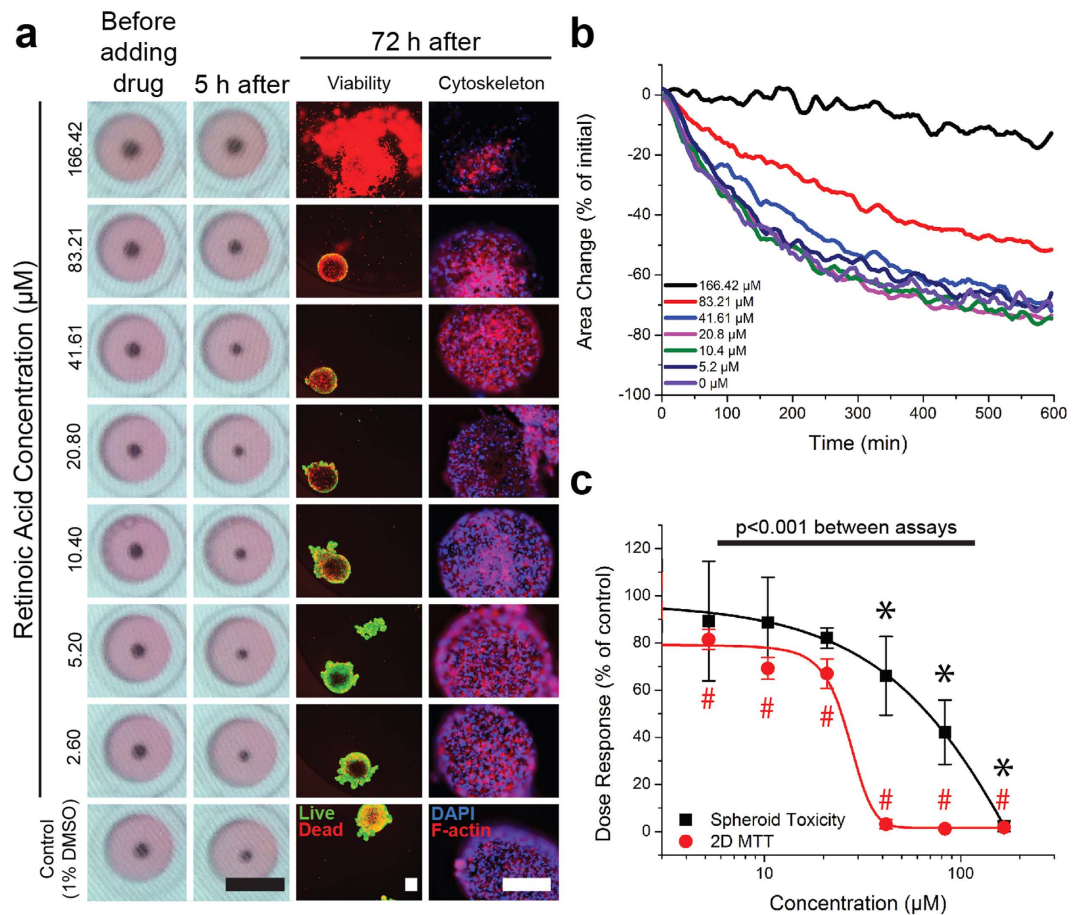 a
Before
adding
drug
5 h after
72 h after
Viability
Cytoskeleton
Retinoic Acid Concentration (µM)
166.42
83.21
41.61
20.80
10.40
5.20
2.60
Control
(1% DMSO)
Live
Dead
DAPI
F-actin
b
Area Change (% of initial)
0
-20
-40
-60
-80
-100
166.42 µM
83.21 µM
41.61 µM
20.8 µM
10.4 µM
5.2 µM
0 µM
0 100 200 300 400 500 600
Time (min)
c
p<0.001 between assays
Dose Response (% of control)
120
100
80
60
40
20
0
* * *
# # # # # #
Spheroid Toxicity
2D MTT
10 100
Concentration (µM)